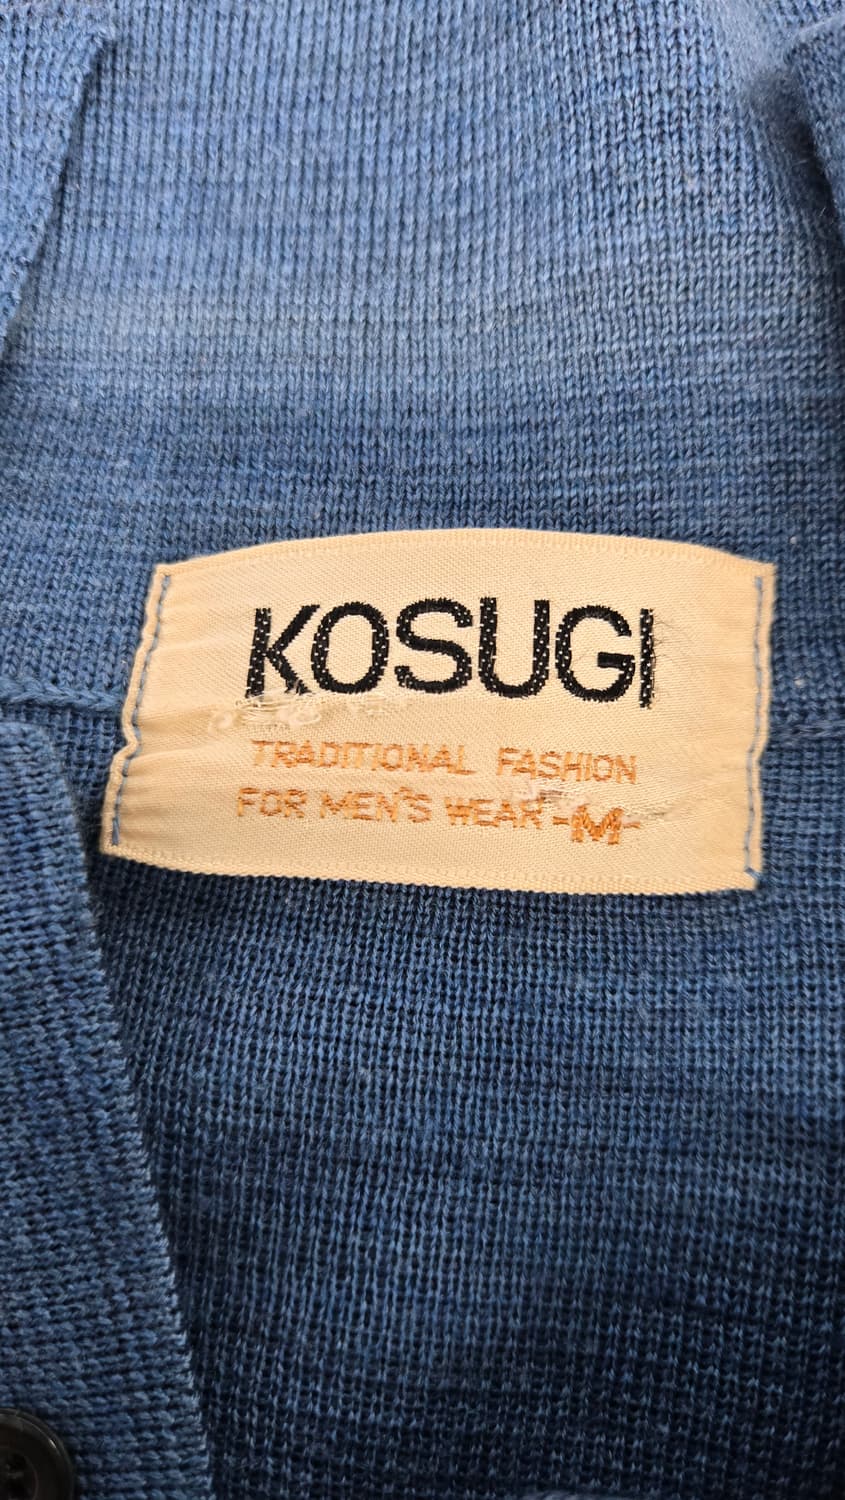 KOSUGI
TRADITIONAL FASHION
FOR MEN'S WEAR -M-